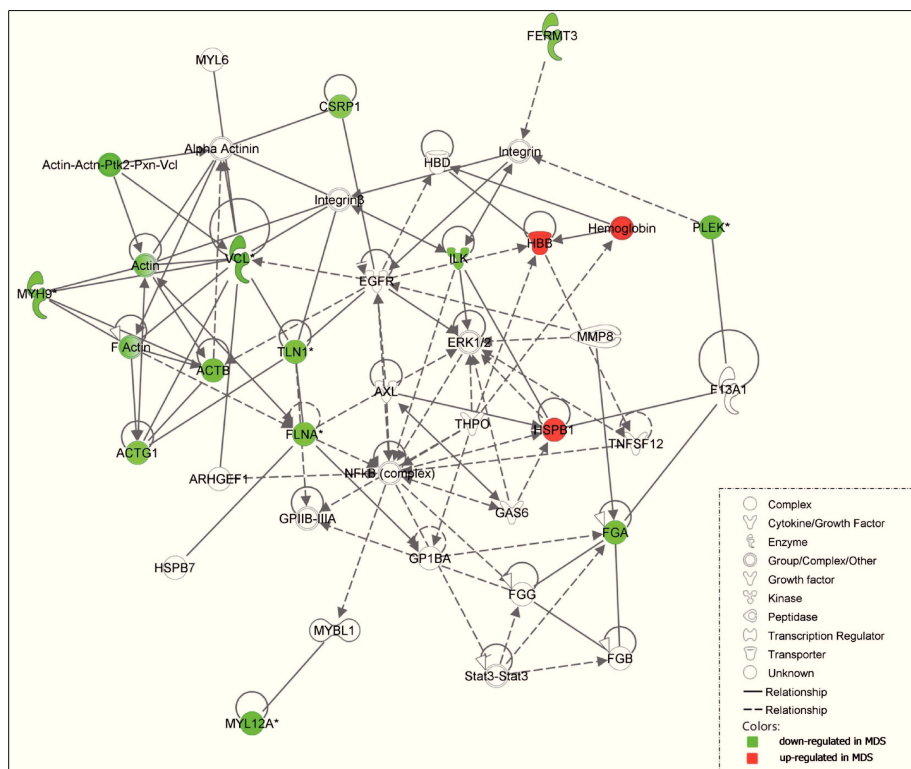 FERMT3
MYL6
CSRP1
Alpha Actinin
Integrin
Actin-Actn-Ptk2-Pxn-Vcl
HBD
Integrin3
Hemoglobin
PLEK*
HBB
VCL*
ILK
Actin
EGFR
MYH9*
MMP8
F Actin
ERK1/2
TLN1*
ACTB
AXL
F13A1
THPO
HSPB1
FLNA*
TNFSF12
ACTG1
NFkB (complex)
ARHGEF1
GAS6
GPIIB-IIIA
FGA
GP1BA
HSPB7
FGG
MYBL1
FGB
Stat3-Stat3
MYL12A*
Complex
Cytokine/Growth Factor
Enzyme
Group/Complex/Other
Growth factor
Kinase
Peptidase
Transcription Regulator
Transporter
Unknown
Relationship
Relationship
Colors:
down-regulated in MDS
up-regulated in MDS